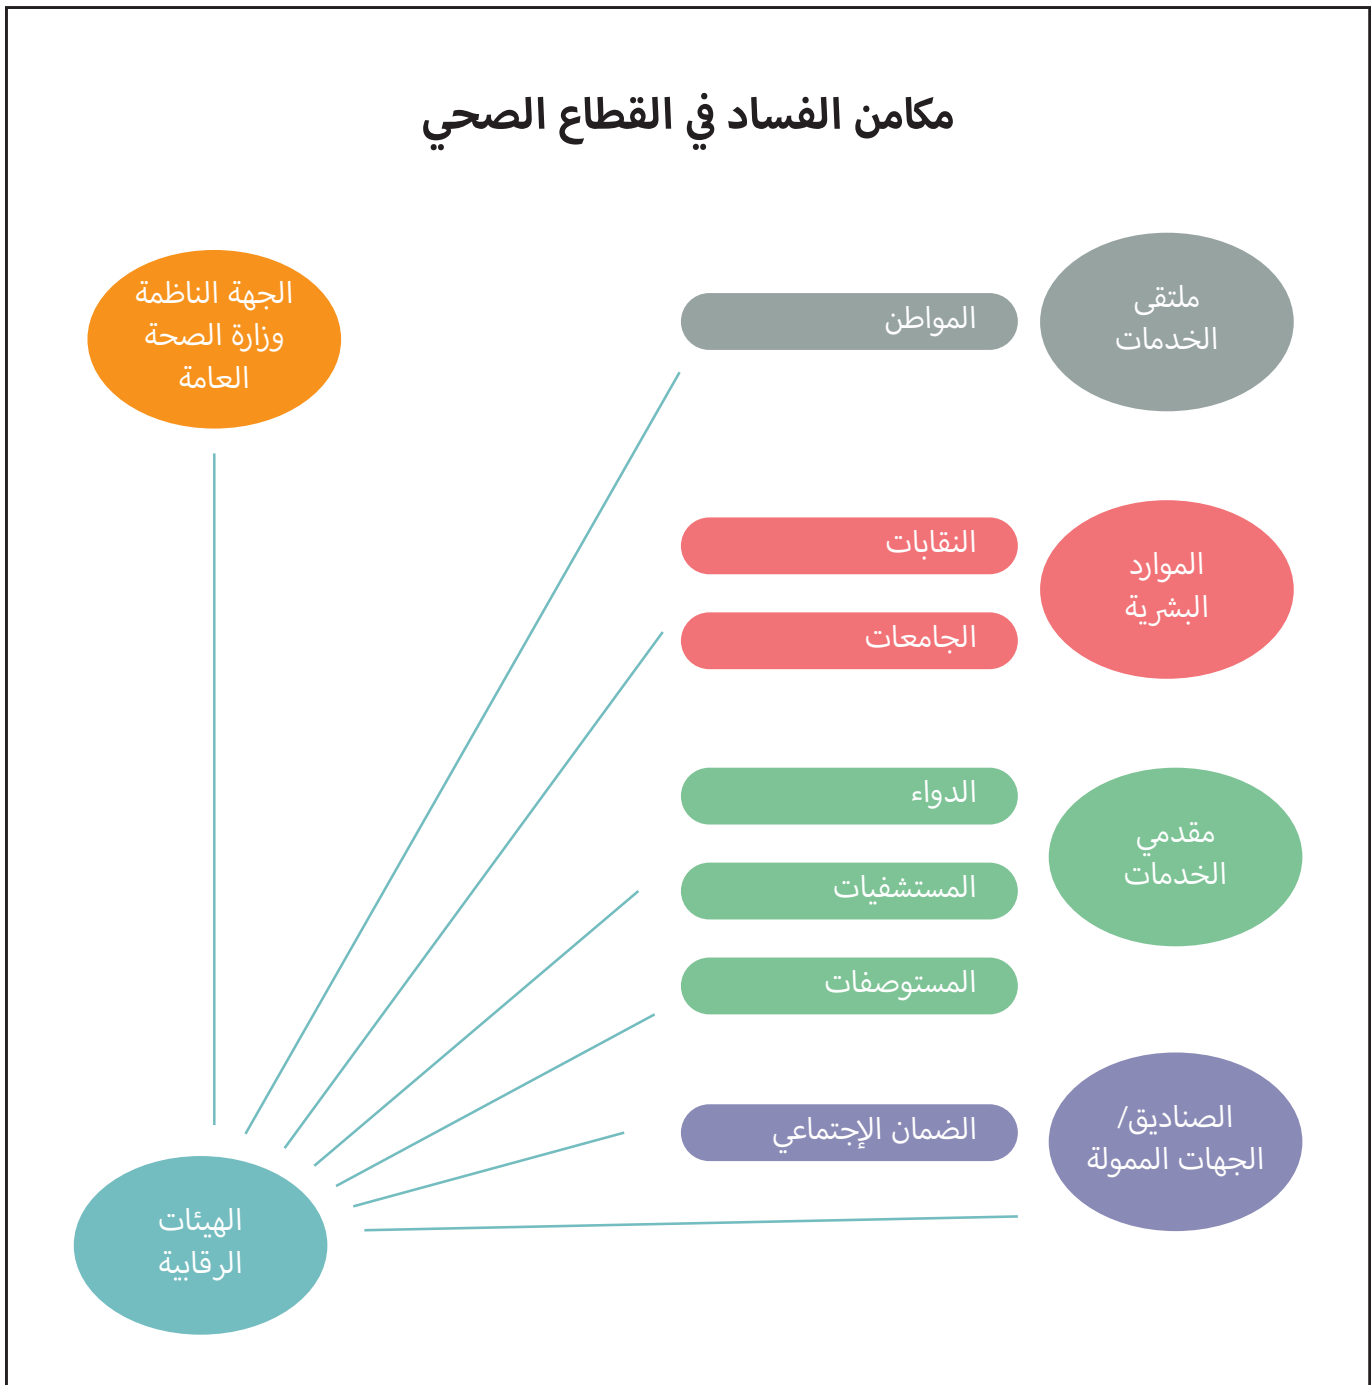 مكامن الفساد في القطاع الصحي
ملتقى
الخدمات
المواطن
الجهة الناظمة
وزارة الصحة
العامة
الموارد
البشرية
النقابات
الجامعات
مقدمي
الخدمات
الدواء
المستشفيات
المستوصفات
الصناديق/
الجهات الممولة
الضمان الإجتماعي
الهيئات
الرقابية